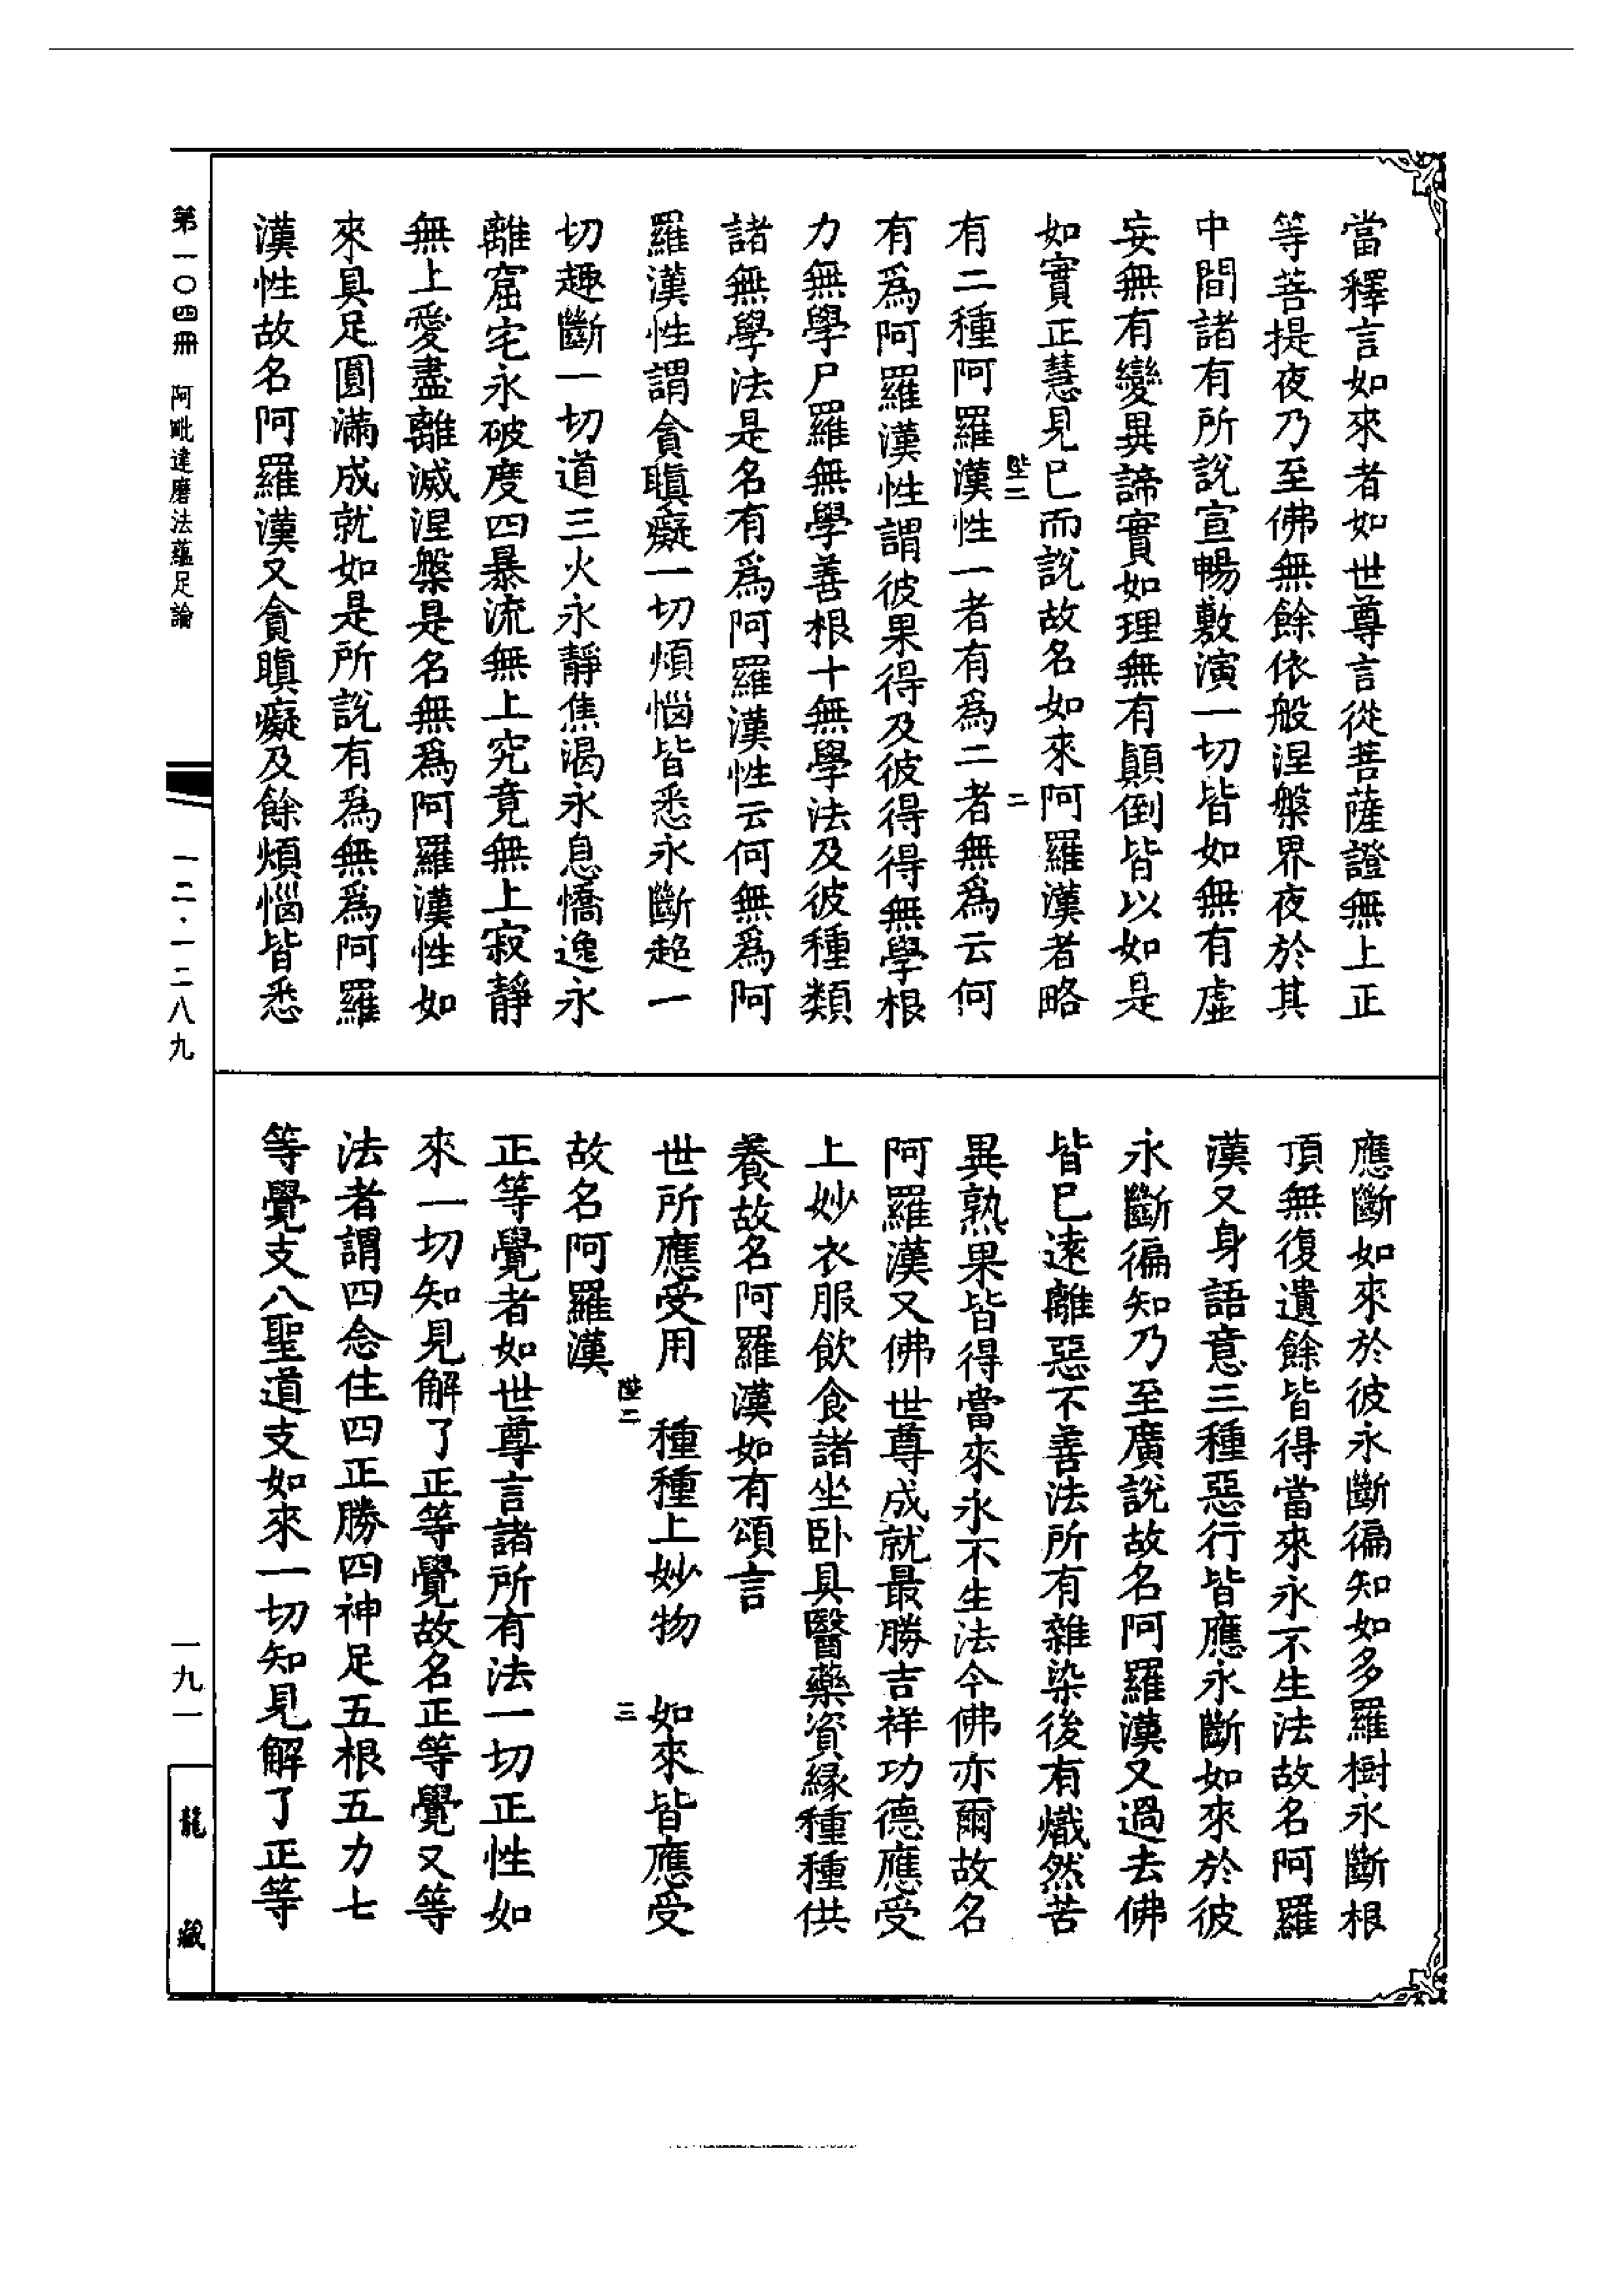 當釋言如來者如世尊言從菩薩證無上正
等菩提夜乃至佛無餘依般涅槃界夜於其
中間諸有所說宣暢敷演一切皆如無有虛
妄無有變異諦實如理無有顛倒皆以如是
如實正慧見已而說故名如來阿羅漢者略
二
有二種阿羅漢性一者有爲二者無爲云何
有爲阿羅漢性謂彼果得及彼得得無學根
力無學尸羅無學善根十無學法及彼種類
諸無學法是名有爲阿羅漢性云何無爲阿
羅漢性謂貪瞋癡一切煩惱皆悉永斷超一
切趣斷一切道三火永靜焦渴永息憍逸永
離窟宅永破度四暴流無上究竟無上寂靜
無上愛盡離滅涅槃是名無爲阿羅漢性如
來具足圓滿成就如是所說有爲無爲阿羅
漢性故名阿羅漢又貪瞋癡及餘煩惱皆悉
應斷如來於彼永斷徧知如多羅樹永斷根
頂無復遺餘皆得當來永不生法故名阿羅
漢又身語意三種惡行皆應永斷如來於彼
永斷徧知乃至廣說故名阿羅漢又過去佛
皆已遠離惡不善法所有雜染後有熾然苦
異熟果皆得當來永不生法今佛亦爾故名
阿羅漢又佛世尊成就最勝吉祥功德應受
上妙衣服飲食諸坐卧具醫藥資緣種種供
養故名阿羅漢如有頌言
世所應受用　種種上妙物　如來皆應受
三
故名阿羅漢
正等覺者如世尊言諸所有法一切正性如
來一切知見解了正等覺故名正等覺又等
法者謂四念住四正勝四神足五根五力七
等覺支八聖道支如來一切知見解了正等
第一〇四冊　阿毗達磨法蘊足論
一二·一二八九
一九一
龍藏